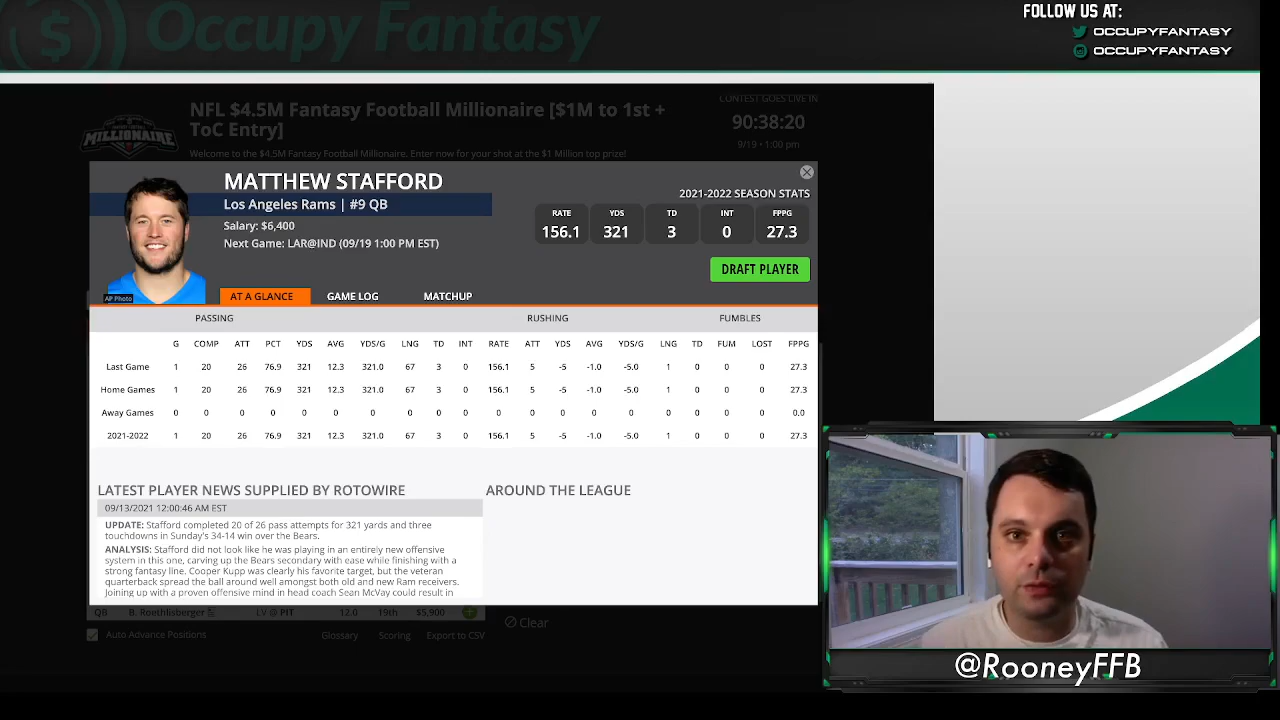 Occupy Fantasy
FOLLOW US AT:
OCCUPYFANTASY
OCCUPYFANTASY
NFL $4.5M Fantasy Football Millionaire [$1M to 1st +
ToC Entry]
Welcome to the $4.5M Fantasy Football Millionaire. Enter now for your shot at the $1 Million top prize!
CONTEST GOES LIVE IN
90:38:20
9/19 • 1:00 pm
MILLIONAIRE
MATTHEW STAFFORD
Los Angeles Rams | #9 QB
Salary: $6,400
Next Game: LAR@IND (09/19 1:00 PM EST)
AP Photo
2021-2022 SEASON STATS
RATE YDS TD INT FPPG
156.1 321 3 0 27.3
DRAFT PLAYER
AT A GLANCE GAME LOG MATCHUP
PASSING RUSHING FUMBLES
G COMP ATT PCT YDS AVG YDS/G LNG TD INT RATE ATT YDS AVG YDS/G LNG TD FUM LOST FPPG
Last Game 1 20 26 76.9 321 12.3 321.0 67 3 0 156.1 5 -5 -1.0 -5.0 1 0 0 0 27.3
Home Games 1 20 26 76.9 321 12.3 321.0 67 3 0 156.1 5 -5 -1.0 -5.0 1 0 0 0 27.3
Away Games 0 0 0 0 0 0 0 0 0 0 0 0 0 0 0 0 0 0 0 0.0
2021-2022 1 20 26 76.9 321 12.3 321.0 67 3 0 156.1 5 -5 -1.0 -5.0 1 0 0 0 27.3
LATEST PLAYER NEWS SUPPLIED BY ROTOWIRE
AROUND THE LEAGUE
09/13/2021 12:00:46 AM EST
UPDATE: Stafford completed 20 of 26 pass attempts for 321 yards and three
touchdowns in Sunday's 34-14 win over the Bears.
ANALYSIS: Stafford did not look like he was playing in an entirely new offensive
system in this one, carving up the Bears secondary with ease while finishing with a
strong fantasy line. Cooper Kupp was clearly his favorite target, but the veteran
quarterback spread the ball around well amongst both old and new Ram receivers.
Joining up with a proven offensive mind in head coach Sean McVay could result in
QB B. Roethlisberger LV @ PIT 12.0 19th $5,900
Auto Advance Positions Glossary Scoring Export to CSV
Clear
@RooneyFFB